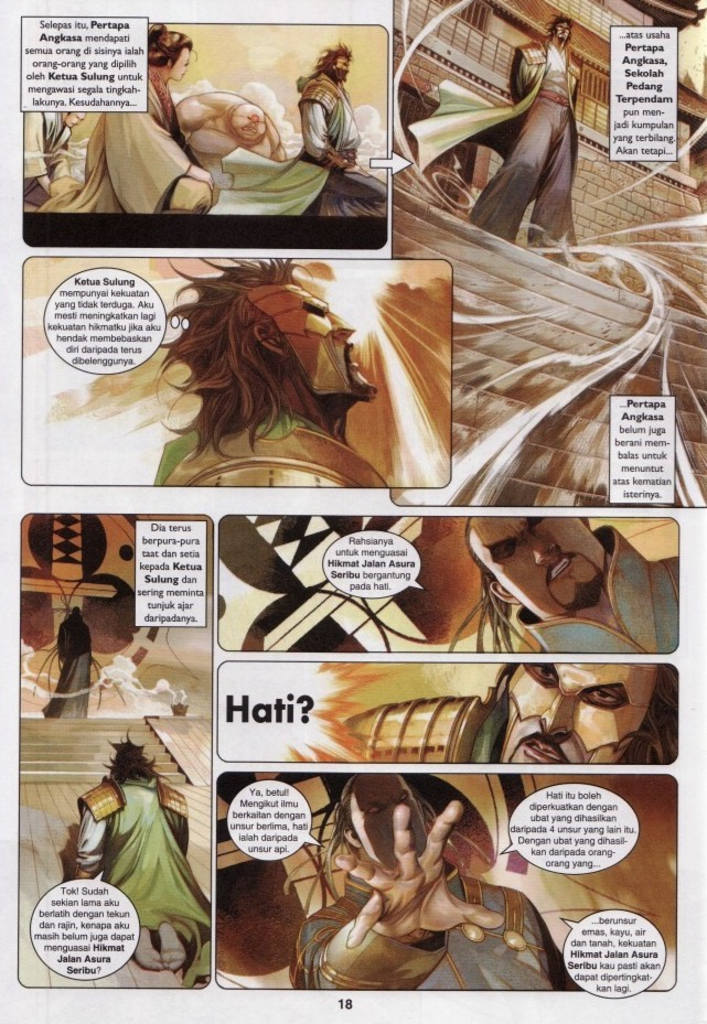 Selepas itu, Pertapa
Angkasa mendapati
semua orang di sisinya ialah
orang-orang yang dipilih
oleh Ketua Sulung untuk
mengawasi segala tingkah-
lakunya. Kesudahannya...
...atas usaha
Pertapa
Angkasa,
Sekolah
Pedang
Terpendam
pun men-
jadi kumpulan
yang terbilang.
Akan tetapi...
Ketua Sulung
mempunyai kekuatan
yang tidak terduga. Aku
mesti meningkatkan lagi
kekuatan hikmatku jika aku
hendak membebaskan
diri daripada terus
dibelenggunya.
...Pertapa
Angkasa
belum juga
berani mem-
balas untuk
menuntut
atas kematian
isterinya.
Dia terus
berpura-pura
taat dan setia
kepada Ketua
Sulung dan
sering meminta
tunjuk ajar
daripadanya.
Tok! Sudah
sekian lama aku
berlatih dengan tekun
dan rajin, kenapa aku
masih belum juga dapat
menguasai Hikmat
Jalan Asura
Seribu?
Rahsianya
untuk menguasai
Hikmat Jalan Asura
Seribu bergantung
pada hati.
Hati?
Ya, betul!
Mengikut ilmu
berkaitan dengan
unsur berlima, hati
ialah daripada
unsur api.
Hati itu boleh
diperkuatkan dengan
ubat yang dihasilkan
daripada 4 unsur yang lain itu.
Dengan ubat yang dihasil-
kan daripada orang-
orang yang...
...berunsur
emas, kayu, air
dan tanah, kekuatan
Hikmat Jalan Asura
Seribu kau pasti akan
dapat dipertingkat-
kan lagi.
18